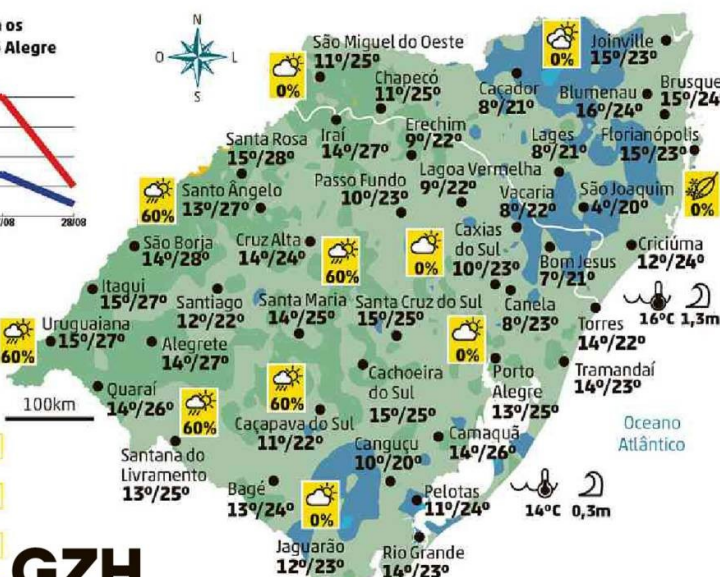 os
Alegre
/08
28/08
N
O
L
S
São Miguel do Oeste
11º/25º
0%
Chapecó
11º/25º
0%
Joinville
15º/23º
Caçador
8º/21º
Blumenau
16º/24º
Brusque
15º/24º
Santa Rosa
15º/28º
Iraí
14º/27º
Erechim
9º/22º
Lages
8º/21º
Florianópolis
15º/23º
60%
Santo Ângelo
13º/27º
Passo Fundo
10º/23º
Lagoa Vermelha
9º/22º
Vacaria
8º/22º
São Joaquim
4º/20º
0%
São Borja
14º/28º
Cruz Alta
14º/24º
60%
0%
Caxias
do Sul
10º/23º
Bom Jesus
7º/21º
Criciúma
12º/24º
Itaqui
15º/27º
Santiago
12º/22º
Santa Maria
14º/25º
Santa Cruz do Sul
15º/25º
Canela
8º/23º
Torres
14º/22º
16ºC 1,3m
60%
Uruguaiana
15º/27º
Alegrete
14º/27º
0%
Tramandaí
14º/23º
Quaraí
14º/26º
100km
60%
60%
Cachoeira
do Sul
15º/25º
Porto
Alegre
13º/25º
Caçapava do Sul
11º/22º
Camaquã
14º/26º
Oceano
Atlântico
Santana do
Livramento
13º/25º
Canguçu
10º/20º
Bagé
13º/24º
0%
Pelotas
11º/24º
14ºC 0,3m
Jaguarão
12º/23º
Rio Grande
14º/23º
GZH